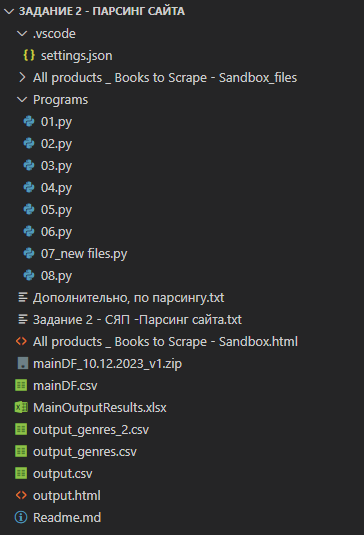 ЗАДАНИЕ 2 - ПАРСИНГ САЙТА
.vscode
{} settings.json
All products _ Books to Scrape - Sandbox_files
Programs
01.py
02.py
03.py
04.py
05.py
06.py
07_new files.py
08.py
Дополнительно, по парсингу.txt
Задание 2 - СЯП -Парсинг сайта.txt
All products _ Books to Scrape - Sandbox.html
mainDF_10.12.2023_v1.zip
mainDF.csv
MainOutputResults.xlsx
output_genres_2.csv
output_genres.csv
output.csv
output.html
Readme.md